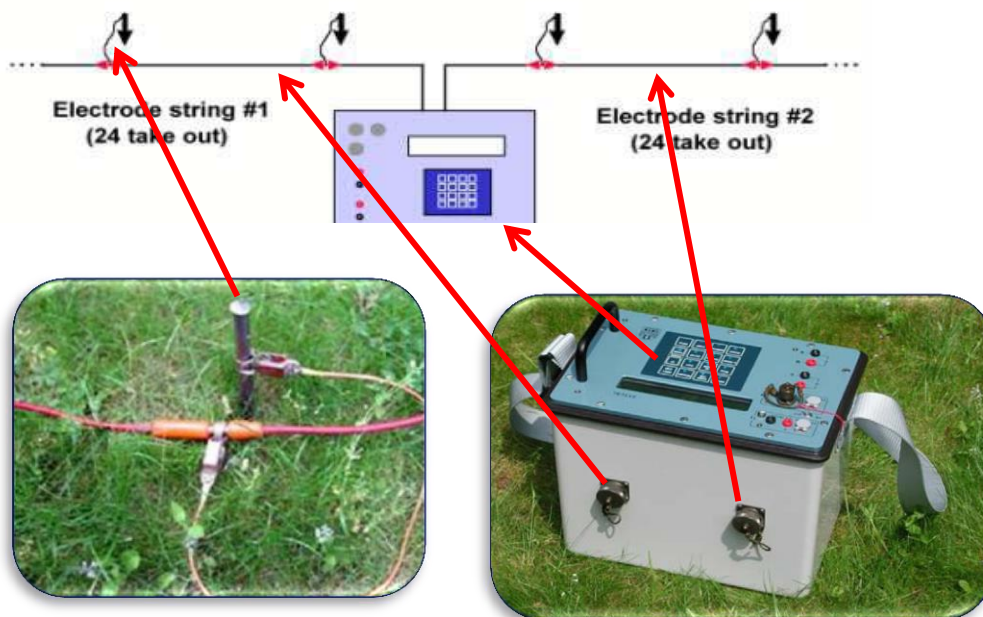 Electrode string #1
(24 take out)
Electrode string #2
(24 take out)